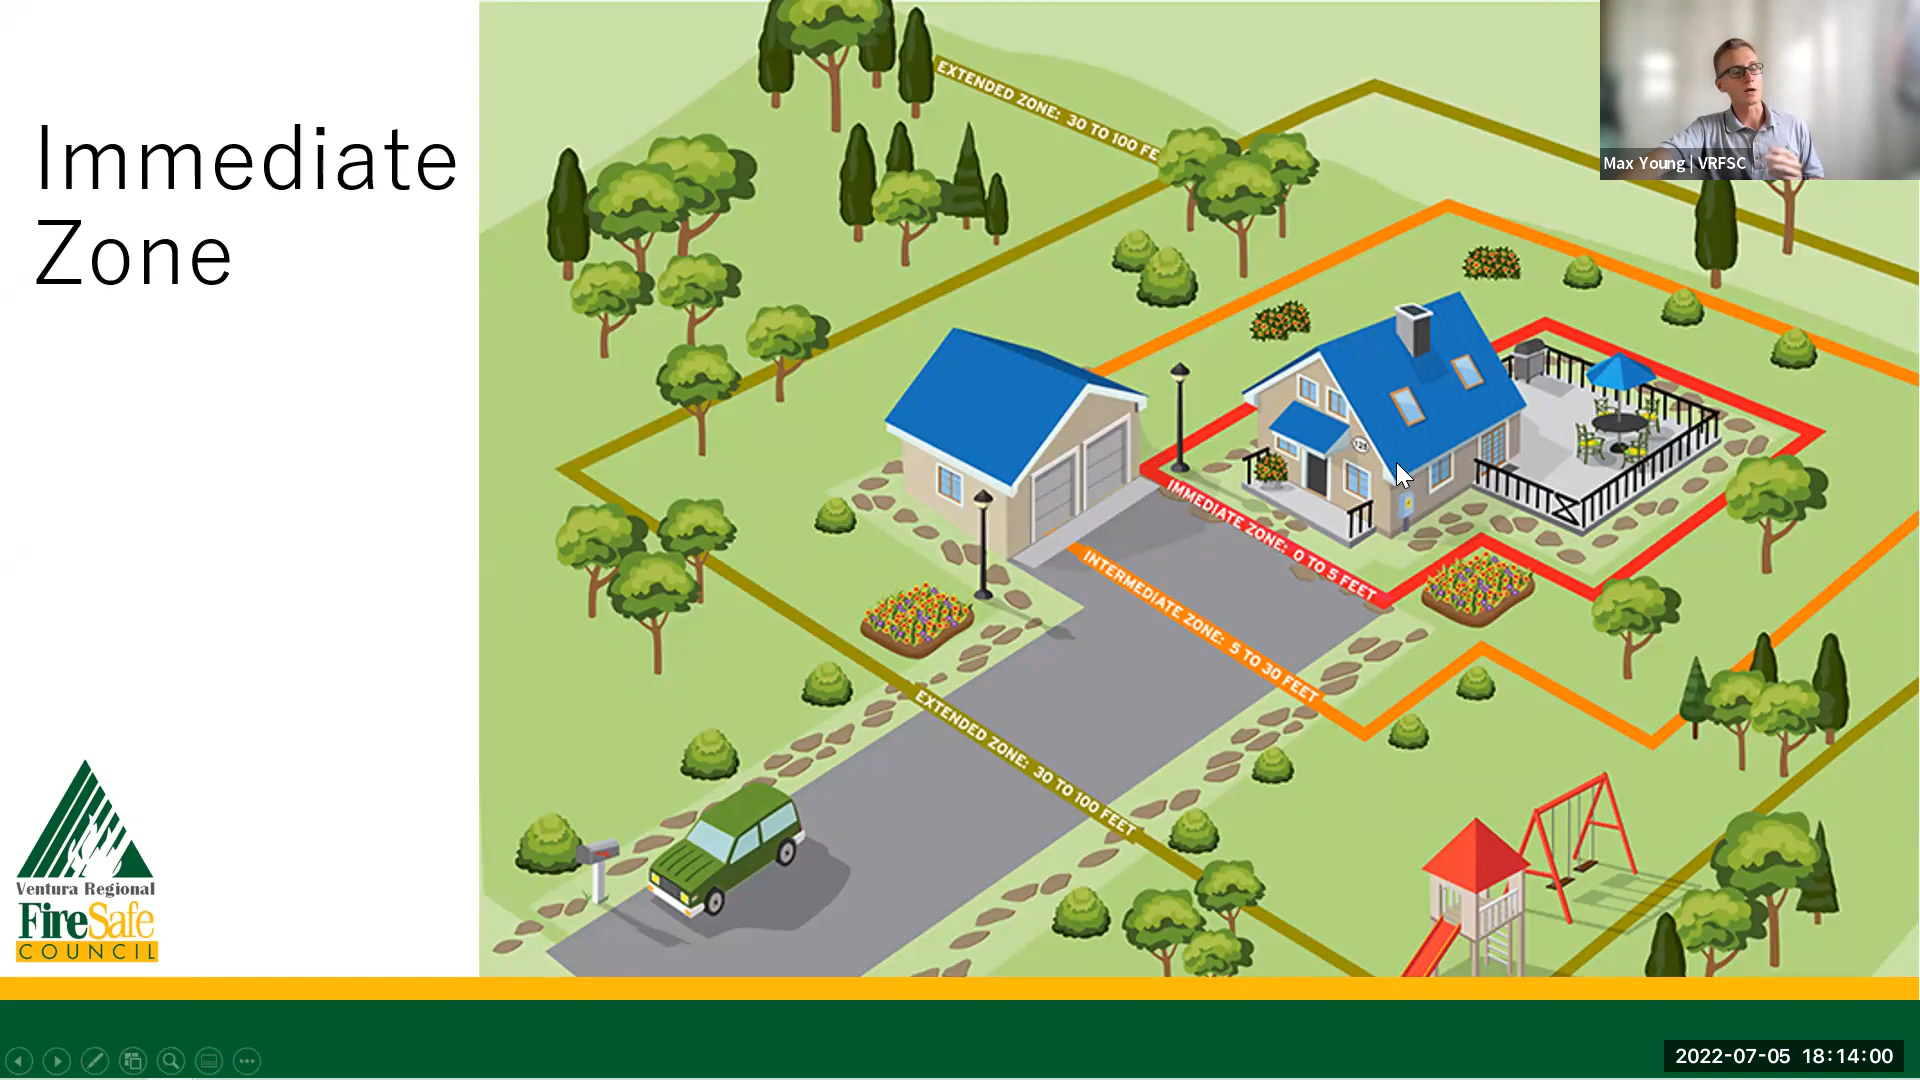 Immediate
Zone
EXTENDED ZONE: 30 TO 100 FE
Max Young | VRFSC
125
IMMEDIATE ZONE: 0 TO 5 FEET
INTERMEDIATE ZONE: 5 TO 30 FEET
EXTENDED ZONE: 30 TO 100 FEET
Ventura Regional
FireSafe
COUNCIL
2022-07-05 18:14:00